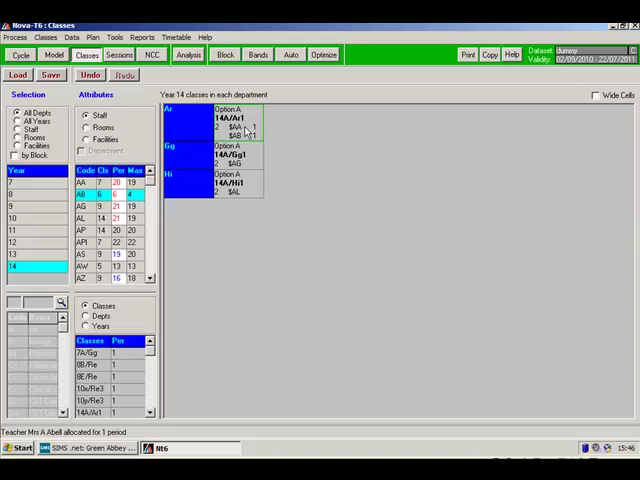 Nova-T6 : Classes
Process Classes Data Plan Tools Reports Timetable Help
Cycle Model Classes Sessions NCC Analysis Block Bands Auto Optimize Print Copy Help
Dataset dummy C
Validity: 02/09/2010 - 22/07/2011
Load Save Undo Redo
Selection
All Depts
All Years
Staff
Rooms
Facilities
by Block
Year
7
8
9
10
11
12
13
14
Attributes
Staff
Rooms
Facilities
Department
Code Cls Per Max
AA 7 20 19
AB 6 6 4
AG 9 21 19
AL 14 21 19
AP 14 20 20
API 7 22 22
AS 9 19 20
AW 5 13 13
AZ 9 16 18
Classes
Depts
Years
Classes Per
7A/Gg 1
8B/Re 1
8E/Re 1
10x/Re3 1
10y/Re3 1
14A/Ar1 1
Year 14 classes in each department
Wide Cells
Ar Option A
14A/Ar1
2 $AA 1
$AB 1
Gg Option A
14A/Gg1
2 $AG
Hi Option A
14A/Hi1
2 $AL
Teacher Mrs A Abell allocated for 1 period
Start SIMS .net: Green Abbey Nt6 15:46